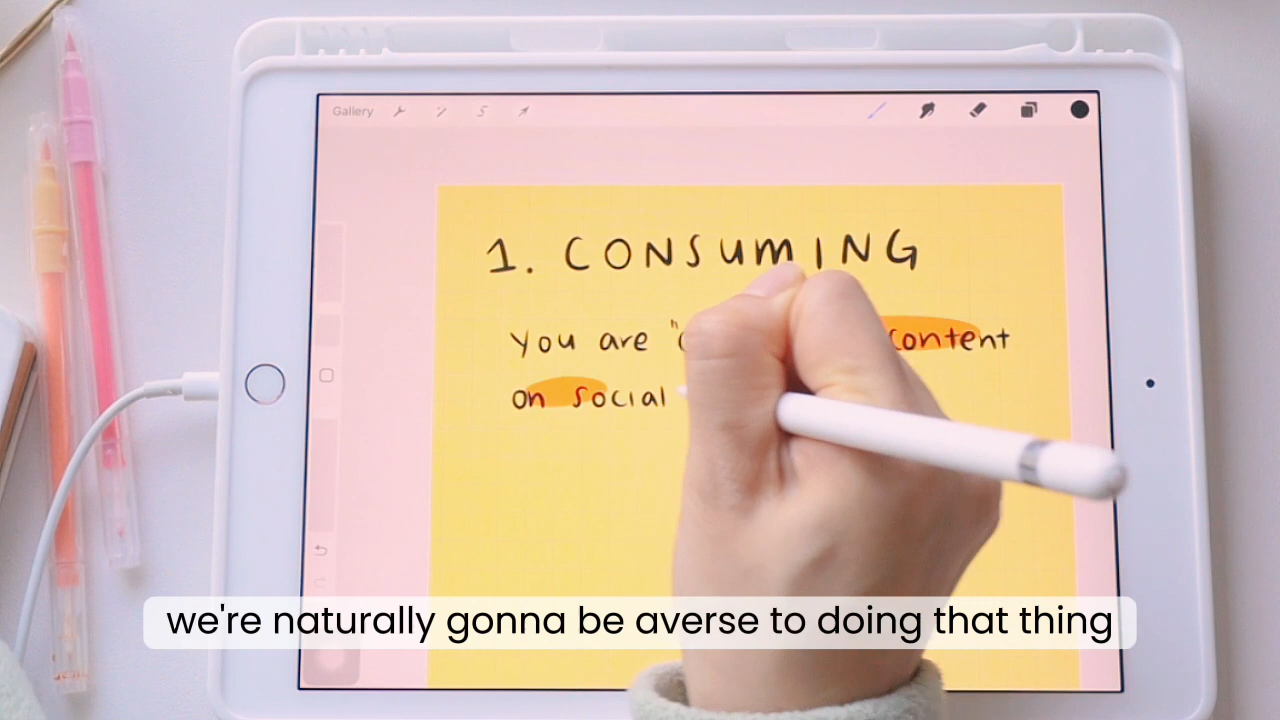 Gallery
1. CONSUMING
You are " content
on social
we're naturally gonna be averse to doing that thing